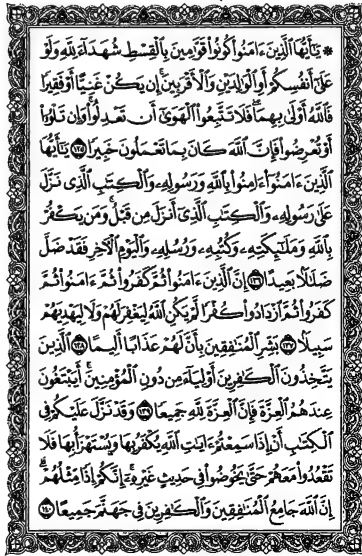 ۞ يَٰٓأَيُّهَا ٱلَّذِينَ ءَامَنُوا۟ كُونُوا۟ قَوَّٰمِينَ بِٱلْقِسْطِ شُهَدَآءَ لِلَّهِ وَلَوْ
عَلَىٰٓ أَنفُسِكُمْ أَوِ ٱلْوَٰلِدَيْنِ وَٱلْأَقْرَبِينَ ۚ إِن يَكُنْ غَنِيًّا أَوْ فَقِيرًا
فَٱللَّهُ أَوْلَىٰ بِهِمَا ۖ فَلَا تَتَّبِعُوا۟ ٱلْهَوَىٰٓ أَن تَعْدِلُوا۟ ۚ وَإِن تَلْوُۥٓا۟
أَوْ تُعْرِضُوا۟ فَإِنَّ ٱللَّهَ كَانَ بِمَا تَعْمَلُونَ خَبِيرًا ۝١٣٥ يَٰٓأَيُّهَا
ٱلَّذِينَ ءَامَنُوٓا۟ ءَامِنُوا۟ بِٱللَّهِ وَرَسُولِهِۦ وَٱلْكِتَٰبِ ٱلَّذِى نَزَّلَ
عَلَىٰ رَسُولِهِۦ وَٱلْكِتَٰبِ ٱلَّذِىٓ أَنزَلَ مِن قَبْلُ ۚ وَمَن يَكْفُرْ
بِٱللَّهِ وَمَلَٰٓئِكَتِهِۦ وَكُتُبِهِۦ وَرُسُلِهِۦ وَٱلْيَوْمِ ٱلْءَاخِرِ فَقَدْ ضَلَّ
ضَلَٰلًۢا بَعِيدًا ۝١٣٦ إِنَّ ٱلَّذِينَ ءَامَنُوا۟ ثُمَّ كَفَرُوا۟ ثُمَّ ءَامَنُوا۟ ثُمَّ
كَفَرُوا۟ ثُمَّ ٱزْدَادُوا۟ كُفْرًا لَّمْ يَكُنِ ٱللَّهُ لِيَغْفِرَ لَهُمْ وَلَا لِيَهْدِيَهُمْ
سَبِيلًۢا ۝١٣٧ بَشِّرِ ٱلْمُنَٰفِقِينَ بِأَنَّ لَهُمْ عَذَابًا أَلِيمًا ۝١٣٨ ٱلَّذِينَ
يَتَّخِذُونَ ٱلْكَٰفِرِينَ أَوْلِيَآءَ مِن دُونِ ٱلْمُؤْمِنِينَ ۚ أَيَبْتَغُونَ
عِندَهُمُ ٱلْعِزَّةَ فَإِنَّ ٱلْعِزَّةَ لِلَّهِ جَمِيعًا ۝١٣٩ وَقَدْ نَزَّلَ عَلَيْكُمْ فِى
ٱلْكِتَٰبِ أَنْ إِذَا سَمِعْتُمْ ءَايَٰتِ ٱللَّهِ يُكْفَرُ بِهَا وَيُسْتَهْزَأُ بِهَا فَلَا
تَقْعُدُوا۟ مَعَهُمْ حَتَّىٰ يَخُوضُوا۟ فِى حَدِيثٍ غَيْرِهِۦٓ ۚ إِنَّكُمْ إِذًا مِّثْلُهُمْ ۗ
إِنَّ ٱللَّهَ جَامِعُ ٱلْمُنَٰفِقِينَ وَٱلْكَٰفِرِينَ فِى جَهَنَّمَ جَمِيعًا ۝١٤٠